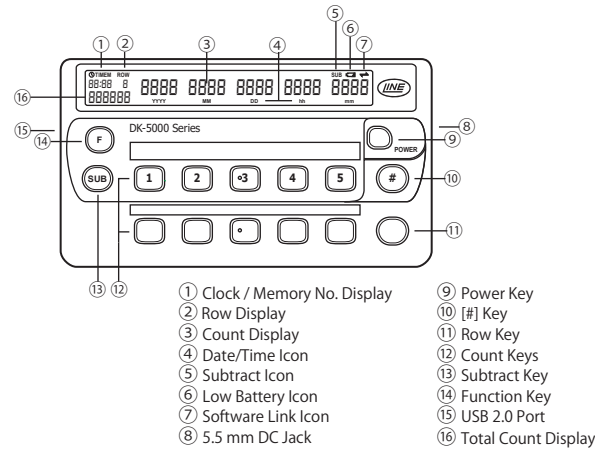 ⑤ ⑥ ⑦
① ② ③ ④
TIMEM ROW SUB
88:88 8 8888 8888 8888 8888 8888
888888 YYYY MM DD hh mm
LINE
⑯
⑮
⑭
F
DK-5000 Series
POWER
⑧
⑨
SUB 1 2 3 4 5 #
⑩
⑪
⑬ ⑫
① Clock / Memory No. Display
② Row Display
③ Count Display
④ Date/Time Icon
⑤ Subtract Icon
⑥ Low Battery Icon
⑦ Software Link Icon
⑧ 5.5 mm DC Jack
⑨ Power Key
⑩ [#] Key
⑪ Row Key
⑫ Count Keys
⑬ Subtract Key
⑭ Function Key
⑮ USB 2.0 Port
⑯ Total Count Display